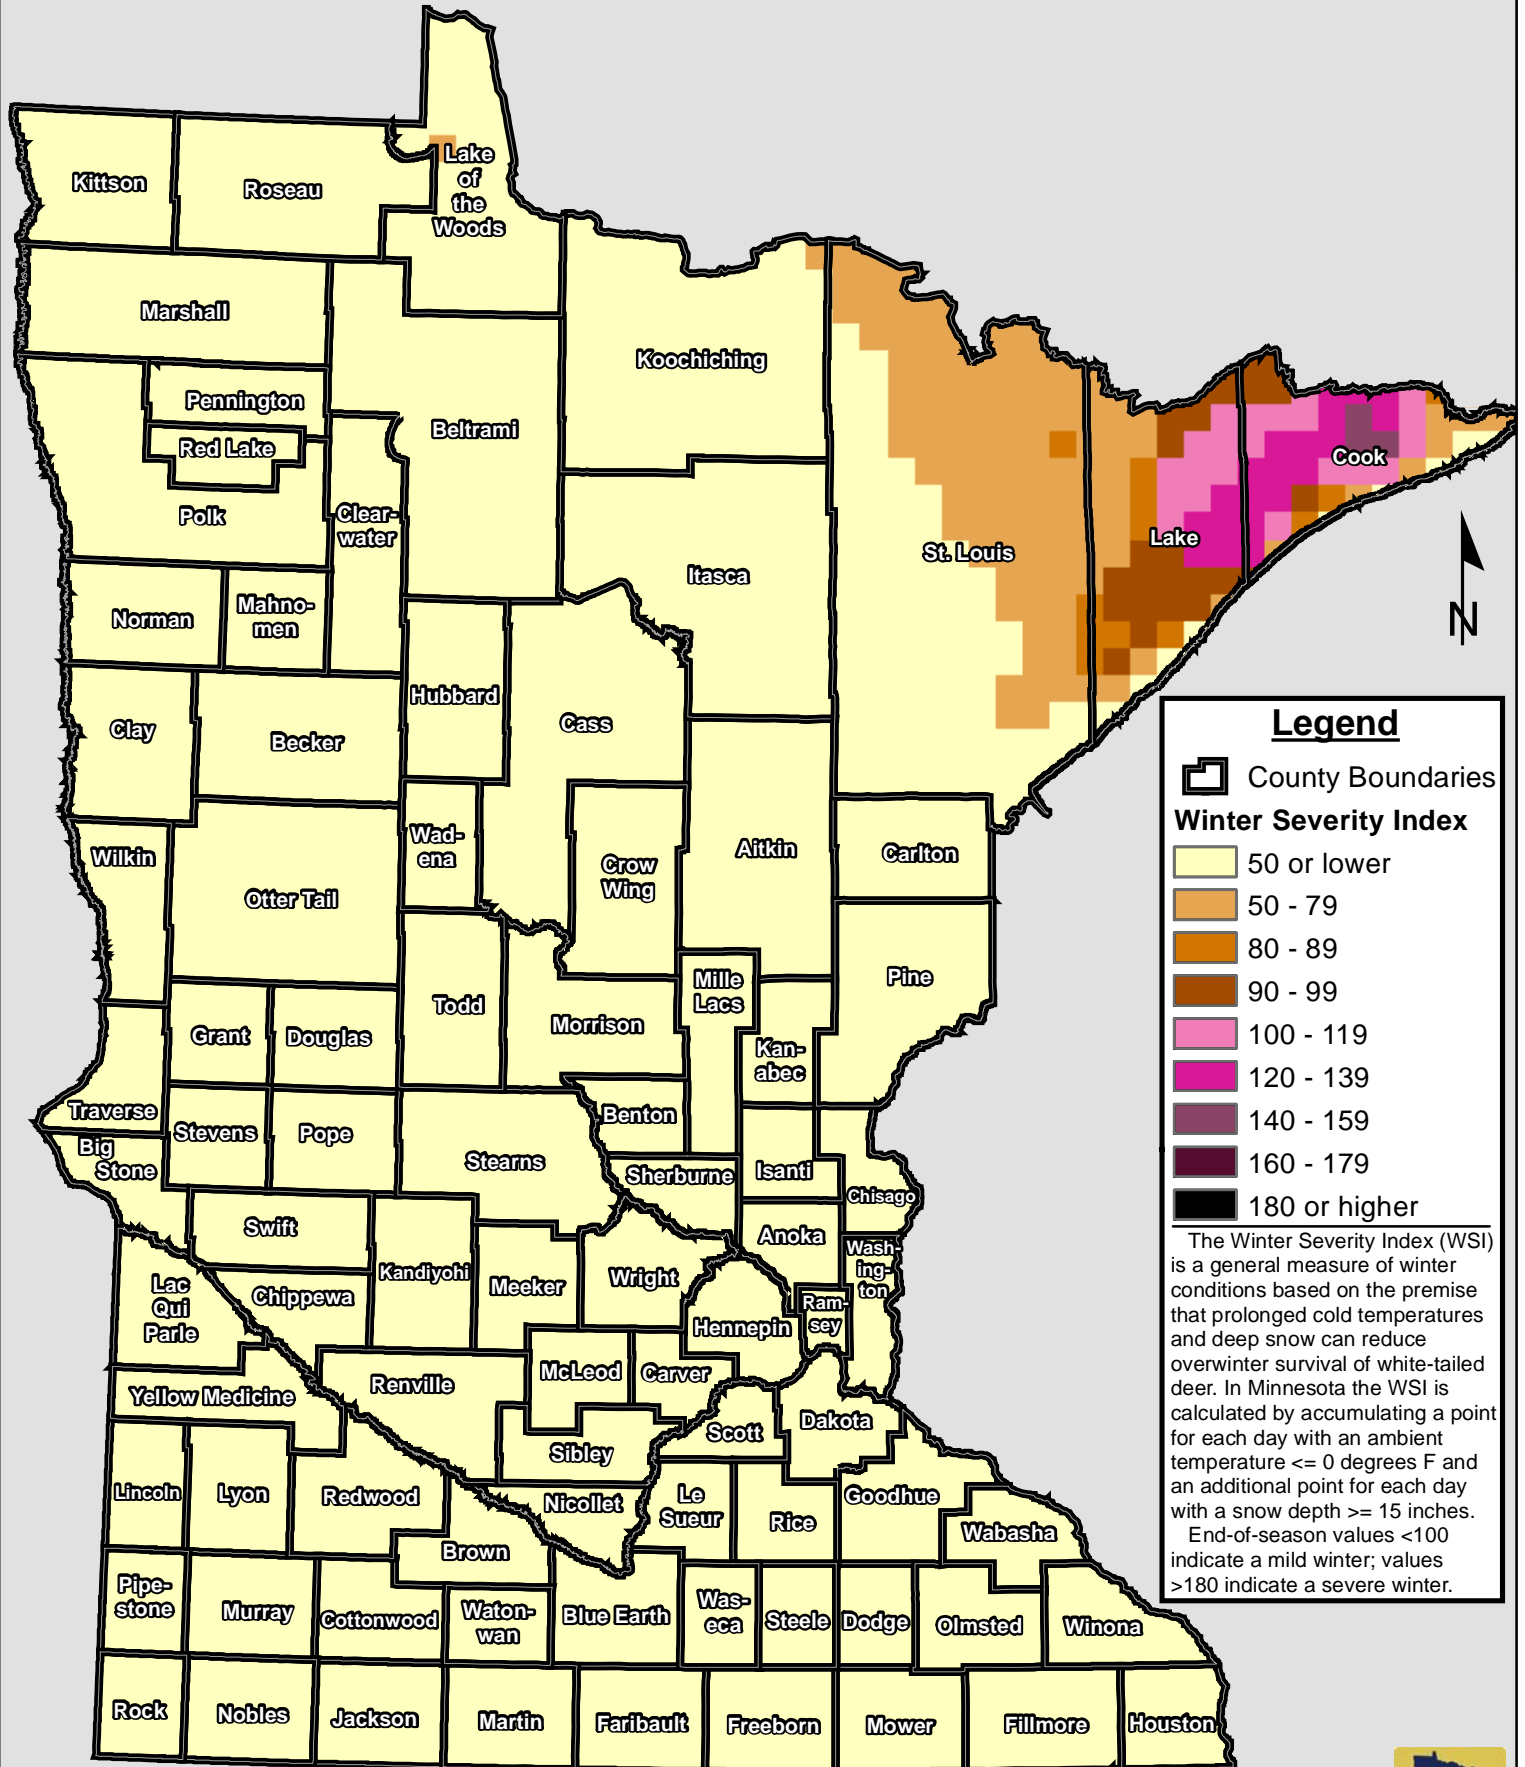 Kittson
Roseau
Lake
of
the
Woods
Marshall
Koochiching
Pennington
Beltrami
Red Lake
Cook
Polk
Clear-
water
St. Louis
Lake
Itasca
Norman
Mahno-
men
N
Hubbard
Cass
Clay
Becker
Wilkin
Wad-
ena
Crow
Wing
Aitkin
Carlton
Otter Tail
Pine
Mille
Lacs
Todd
Morrison
Grant
Douglas
Kan-
abec
Traverse
Stevens
Pope
Benton
Big
Stone
Stearns
Sherburne
Isanti
Chisago
Swift
Anoka
Wash-
ing-
ton
Kandiyohi
Meeker
Wright
Lac
Qui
Parle
Chippewa
Ram-
sey
Hennepin
McLeod
Carver
Renville
Yellow Medicine
Dakota
Scott
Sibley
Lincoln
Lyon
Redwood
Nicollet
Le
Sueur
Rice
Goodhue
Wabasha
Brown
Pipe-
stone
Murray
Cottonwood
Waton-
wan
Blue Earth
Was-
eca
Steele
Dodge
Olmsted
Winona
Rock
Nobles
Jackson
Martin
Faribault
Freeborn
Mower
Fillmore
Houston
Legend
County Boundaries
Winter Severity Index
50 or lower
50 - 79
80 - 89
90 - 99
100 - 119
120 - 139
140 - 159
160 - 179
180 or higher
The Winter Severity Index (WSI)
is a general measure of winter
conditions based on the premise
that prolonged cold temperatures
and deep snow can reduce
overwinter survival of white-tailed
deer. In Minnesota the WSI is
calculated by accumulating a point
for each day with an ambient
temperature <= 0 degrees F and
an additional point for each day
with a snow depth >= 15 inches.
End-of-season values <100
indicate a mild winter; values
>180 indicate a severe winter.